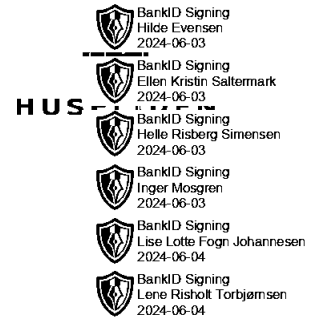 BankID Signing
Hilde Evensen
2024-06-03
BankID Signing
Ellen Kristin Saltermark
2024-06-03
BankID Signing
Helle Risberg Simensen
2024-06-03
BankID Signing
Inger Mosgren
2024-06-03
BankID Signing
Lise Lotte Fogn Johannesen
2024-06-04
BankID Signing
Lene Risholt Torbjørnsen
2024-06-04